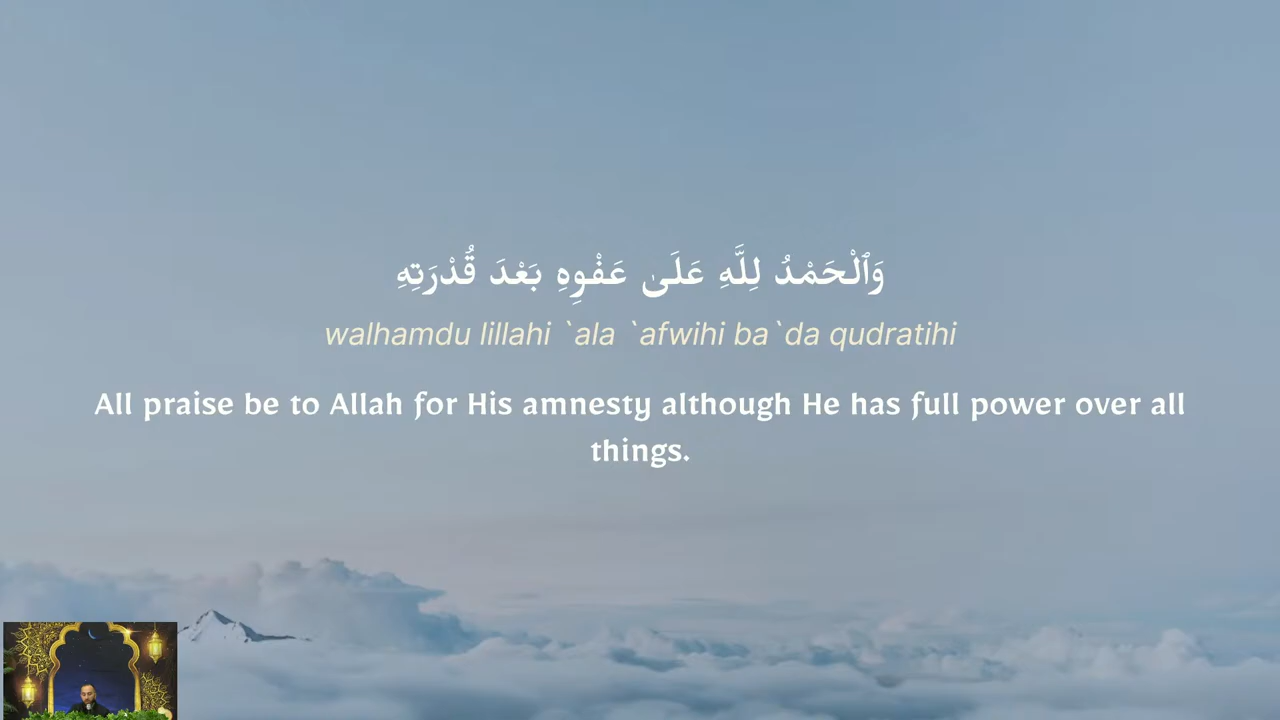 وَٱلْحَمْدُ لِلَّهِ عَلَىٰ عَفْوِهِ بَعْدَ قُدْرَتِهِ
walhamdu lillahi `ala `afwihi ba`da qudratihi
All praise be to Allah for His amnesty although He has full power over all
things.